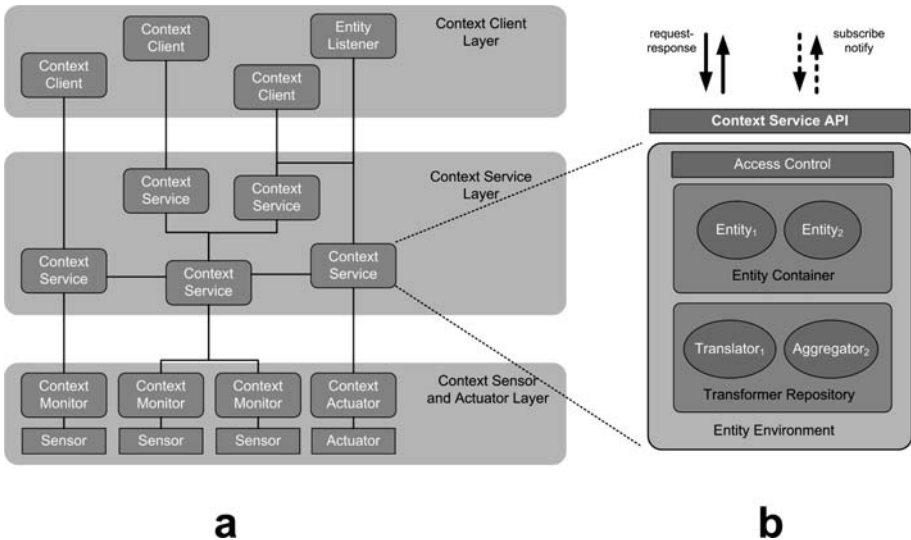 Context Client
Layer
Context
Client
Context
Client
Entity
Listener
Context
Client
Context Service
Layer
Context
Service
Context
Service
Context
Service
Context
Service
Context
Service
Context Sensor
and Actuator Layer
Context
Monitor
Context
Monitor
Context
Monitor
Context
Actuator
Sensor
Sensor
Sensor
Actuator
a
request-
response
subscribe
notify
Context Service API
Access Control
Entity₁
Entity₂
Entity Container
Translator₁
Aggregator₂
Transformer Repository
Entity Environment
b